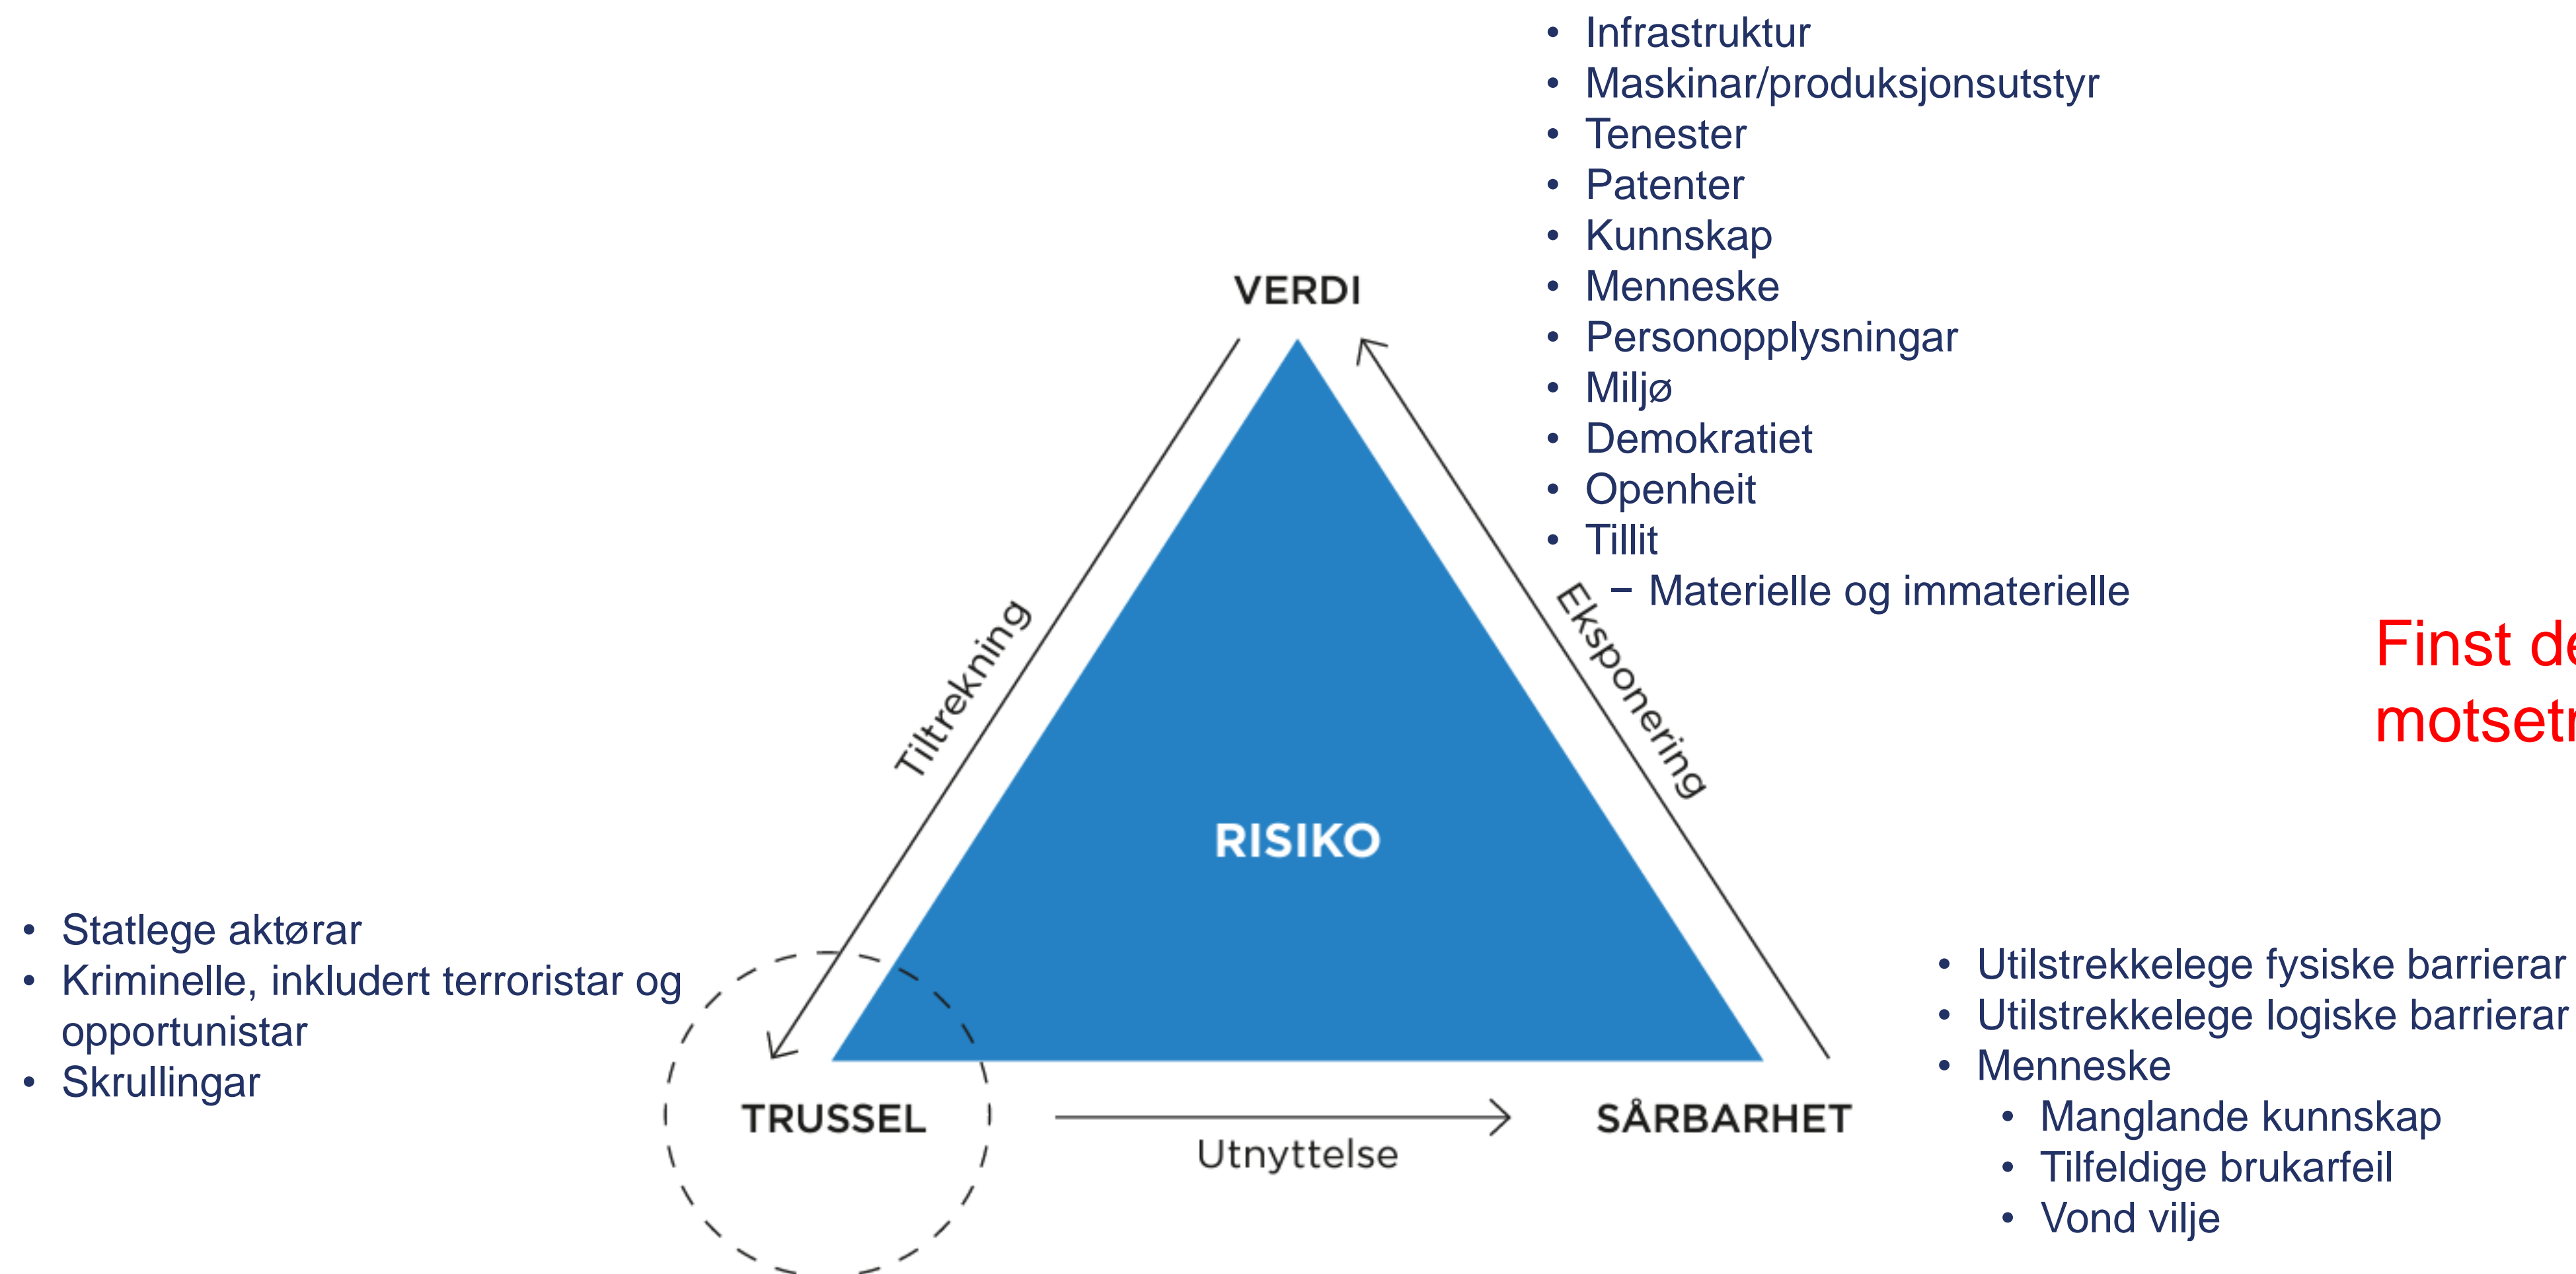 • Infrastruktur
• Maskinar/produksjonsutstyr
• Tenester
• Patenter
• Kunnskap
• Menneske
• Personopplysningar
• Miljø
• Demokratiet
• Openheit
• Tillit
– Materielle og immaterielle
VERDI
Tiltrekning
Eksponering
Finst
RISIKO
• Statlege aktørar
• Kriminelle, inkludert terroristar og
opportunistar
• Skrullingar
TRUSSEL
Utnyttelse
SÅRBARHET
• Utilstrekkelege fysiske barrierar
• Utilstrekkelege logiske barrierar
• Menneske
• Manglande kunnskap
• Tilfeldige brukarfeil
• Vond vilje